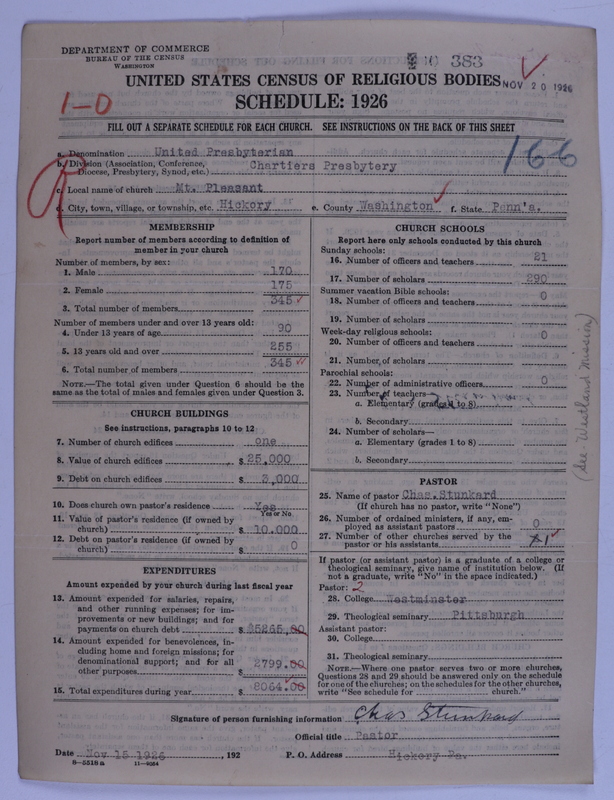 DEPARTMENT OF COMMERCE
BUREAU OF THE CENSUS
WASHINGTON
10 383
UNITED STATES CENSUS OF RELIGIOUS BODIES
NOV 20 1926
SCHEDULE: 1926
1-0
FILL OUT A SEPARATE SCHEDULE FOR EACH CHURCH. SEE INSTRUCTIONS ON THE BACK OF THIS SHEET
166
a. Denomination United Presbyterian
b. Division (Association, Conference, Diocese, Presbytery, Synod, etc.) Chartiers Presbytery
c. Local name of church Mt. Pleasant
d. City, town, village, or township, etc. Hickory e. County Washington f. State Penn'a.
MEMBERSHIP
Report number of members according to definition of member in your church
Number of members, by sex:
1. Male 170
2. Female 175
3. Total number of members 345
Number of members under and over 13 years old:
4. Under 13 years of age 90
5. 13 years old and over 255
6. Total number of members 345
NOTE.—The total given under Question 6 should be the same as the total of males and females given under Question 3.
CHURCH BUILDINGS
See instructions, paragraphs 10 to 12
7. Number of church edifices one
8. Value of church edifices $ 25,000
9. Debt on church edifices $ 3,000
10. Does church own pastor's residence? Yes
Yes or No.
11. Value of pastor's residence (if owned by church) $ 10.000
12. Debt on pastor's residence (if owned by church) $ 0
EXPENDITURES
Amount expended by your church during last fiscal year
13. Amount expended for salaries, repairs, and other running expenses; for improvements or new buildings; and for payments on church debt $ 5265.00
14. Amount expended for benevolences, including home and foreign missions; for denominational support; and for all other purposes $ 2799.00
15. Total expenditures during year $ 8064.00
CHURCH SCHOOLS
Report here only schools conducted by this church
Sunday schools:
16. Number of officers and teachers 21
17. Number of scholars 290
Summer vacation Bible schools:
18. Number of officers and teachers 0
19. Number of scholars
Week-day religious schools:
20. Number of officers and teachers 0
21. Number of scholars
Parochial schools:
22. Number of administrative officers 0
23. Number of teachers—
a. Elementary (grades 1 to 8)
b. Secondary
24. Number of scholars—
a. Elementary (grades 1 to 8)
b. Secondary
(See Westland Mission)
PASTOR
25. Name of pastor Chas. Stunkard
(If church has no pastor, write "None")
26. Number of ordained ministers, if any, employed as assistant pastors 0
27. Number of other churches served by the pastor or his assistants 1
If pastor (or assistant pastor) is a graduate of a college or theological seminary, give name of institution below. (If not a graduate, write "No" in the space indicated.)
Pastor: 2
28. College Westminster
29. Theological seminary Pittsburgh
Assistant pastor:
30. College
31. Theological seminary
NOTE.—Where one pastor serves two or more churches, Questions 28 and 29 should be answered only on the schedule for one of the churches; on the schedules for the other churches, write "See schedule for church."
Signature of person furnishing information Chas Stunkard
Official title Pastor
Date Nov 15 1926, 192 P. O. Address Hickory Pa.
8—5518 a 11—9264